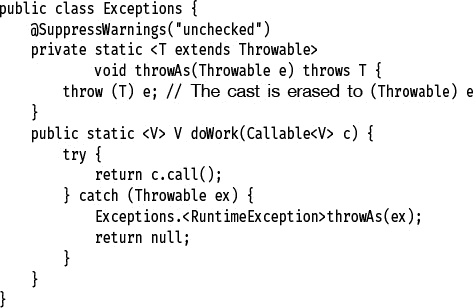 public class Exceptions {
    @SuppressWarnings("unchecked")
    private static <T extends Throwable>
            void throwAs(Throwable e) throws T {
        throw (T) e; // The cast is erased to (Throwable) e
    }
    public static <V> V doWork(Callable<V> c) {
        try {
            return c.call();
        } catch (Throwable ex) {
            Exceptions.<RuntimeException>throwAs(ex);
            return null;
        }
    }
}